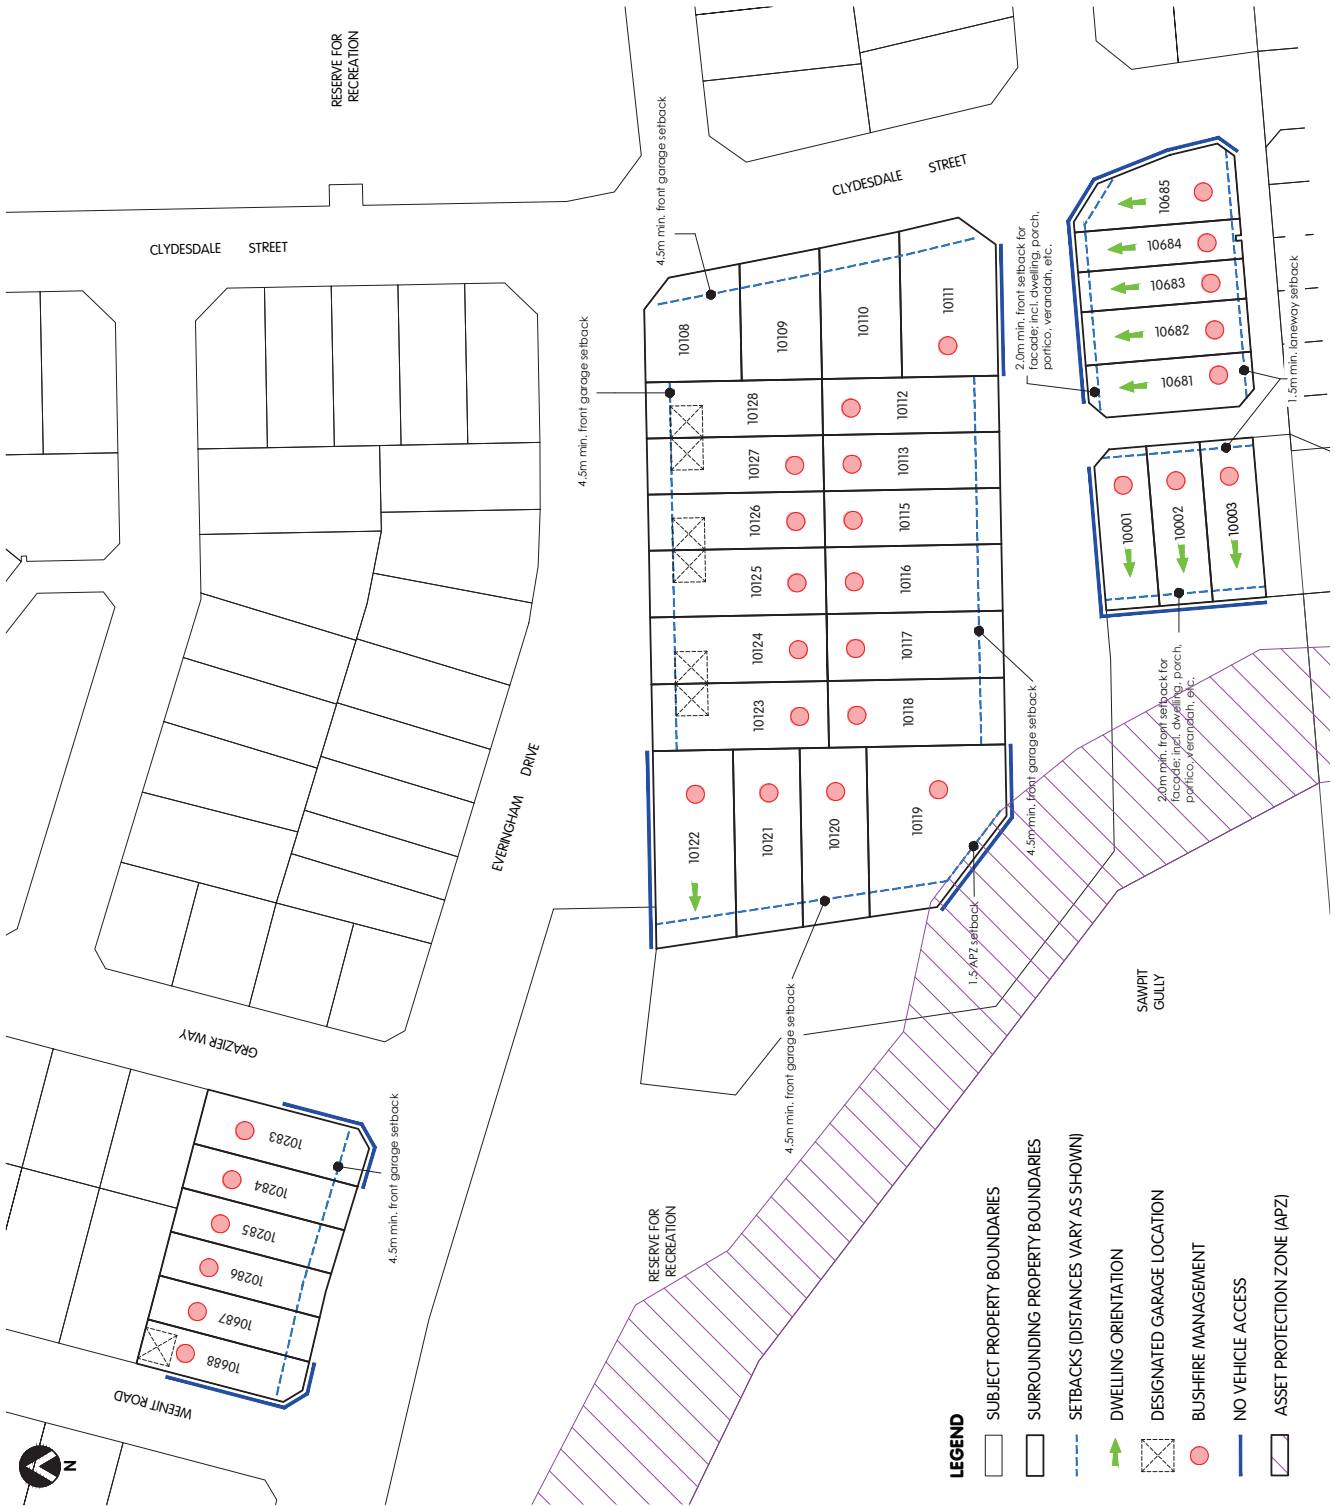 RESERVE FOR
RECREATION
CLYDESDALE STREET
4.5m min. front garage setback
CLYDESDALE STREET
4.5m min. front garage setback
10108
10109
10110
10111
10128
10127
10126
10125
10124
10123
10112
10113
10115
10116
10117
10118
10122
10121
10120
10119
2.0m min. front setback for
facade; incl. dwelling, porch,
portico, verandah, etc.
10685
10684
10683
10682
10681
1.5m min. laneway setback
10001
10002
10003
2.0m min. front setback for
facade; incl. dwelling, porch,
portico, verandah, etc.
4.5m min. front garage setback
1.5 APZ setback
4.5m min. front garage setback
EVERINGHAM DRIVE
GRAZIER WAY
10283
10284
10285
10286
10687
10688
4.5m min. front garage setback
WEENIT ROAD
N
SAWPIT
GULLY
RESERVE FOR
RECREATION
LEGEND
SUBJECT PROPERTY BOUNDARIES
SURROUNDING PROPERTY BOUNDARIES
SETBACKS (DISTANCES VARY AS SHOWN)
DWELLING ORIENTATION
DESIGNATED GARAGE LOCATION
BUSHFIRE MANAGEMENT
NO VEHICLE ACCESS
ASSET PROTECTION ZONE (APZ)